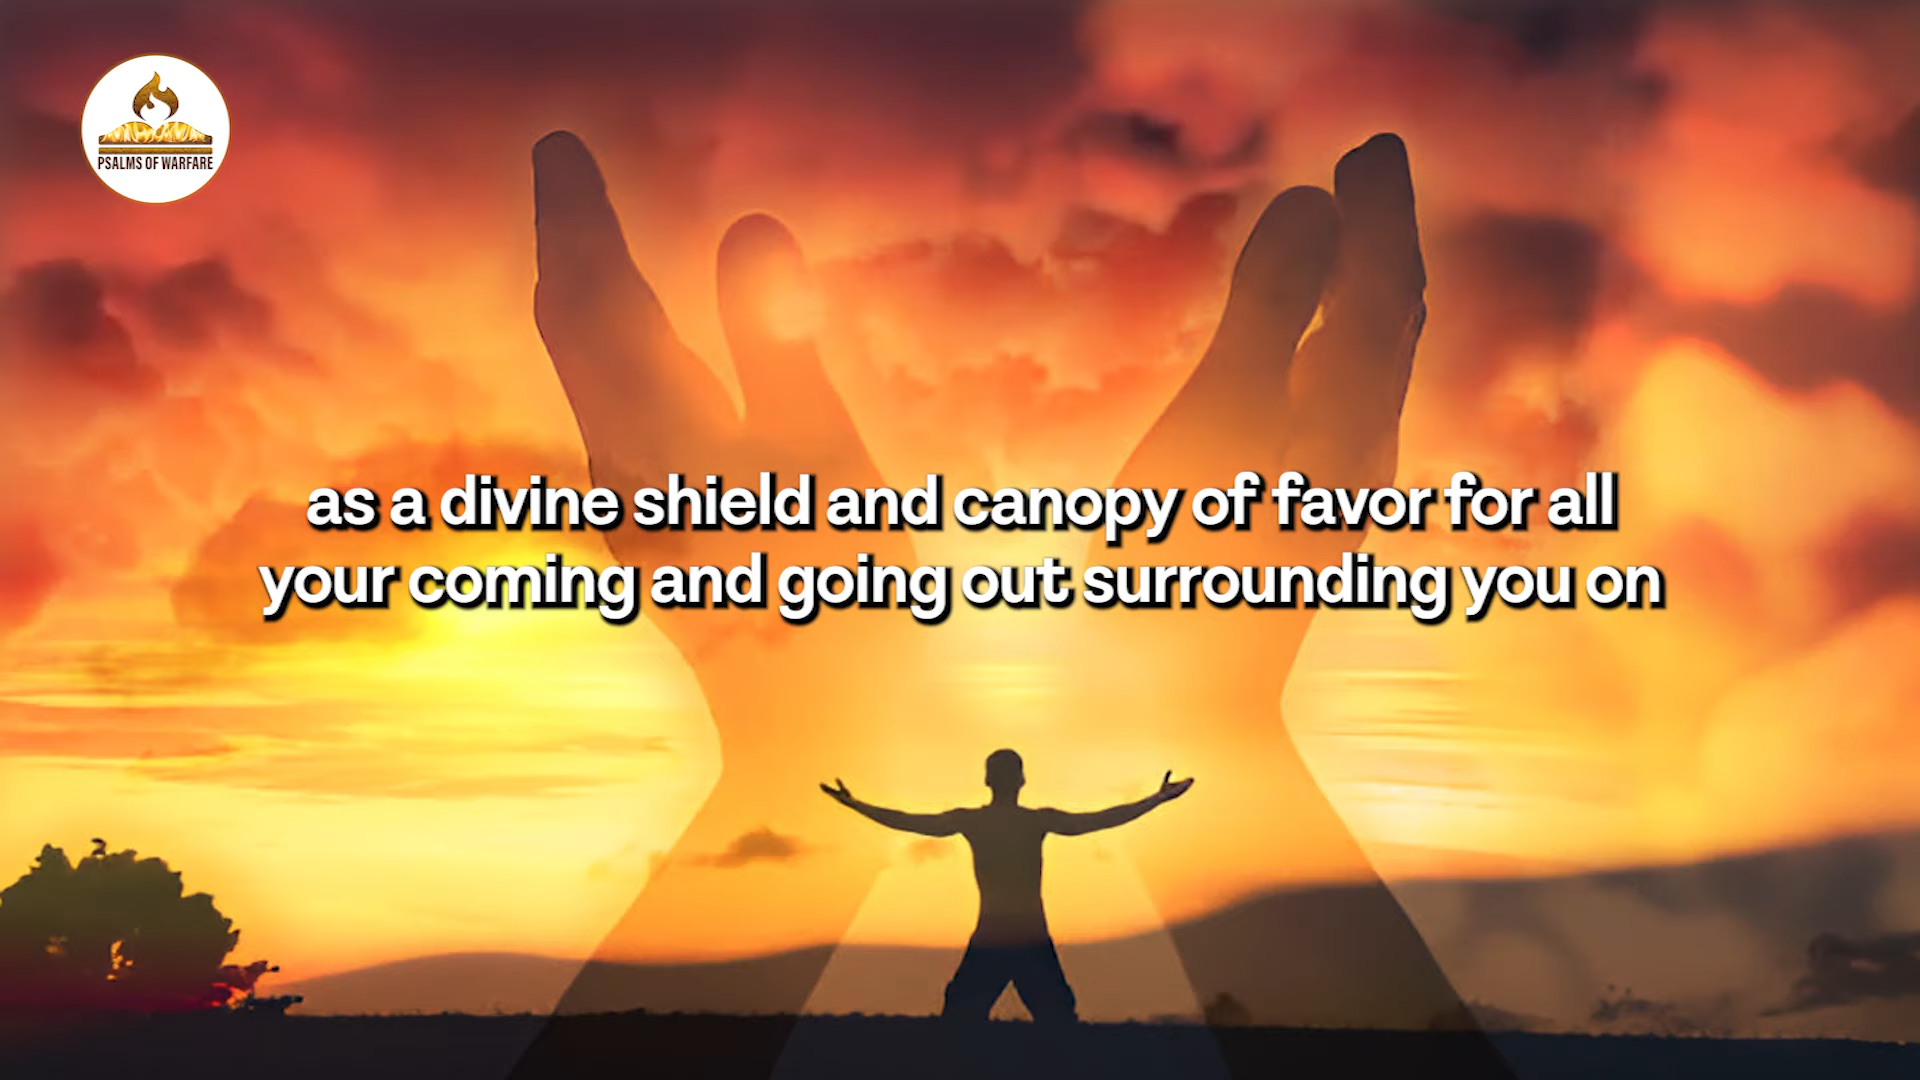 PSALMS OF WARFARE
as a divine shield and canopy of favor for all
your coming and going out surrounding you on